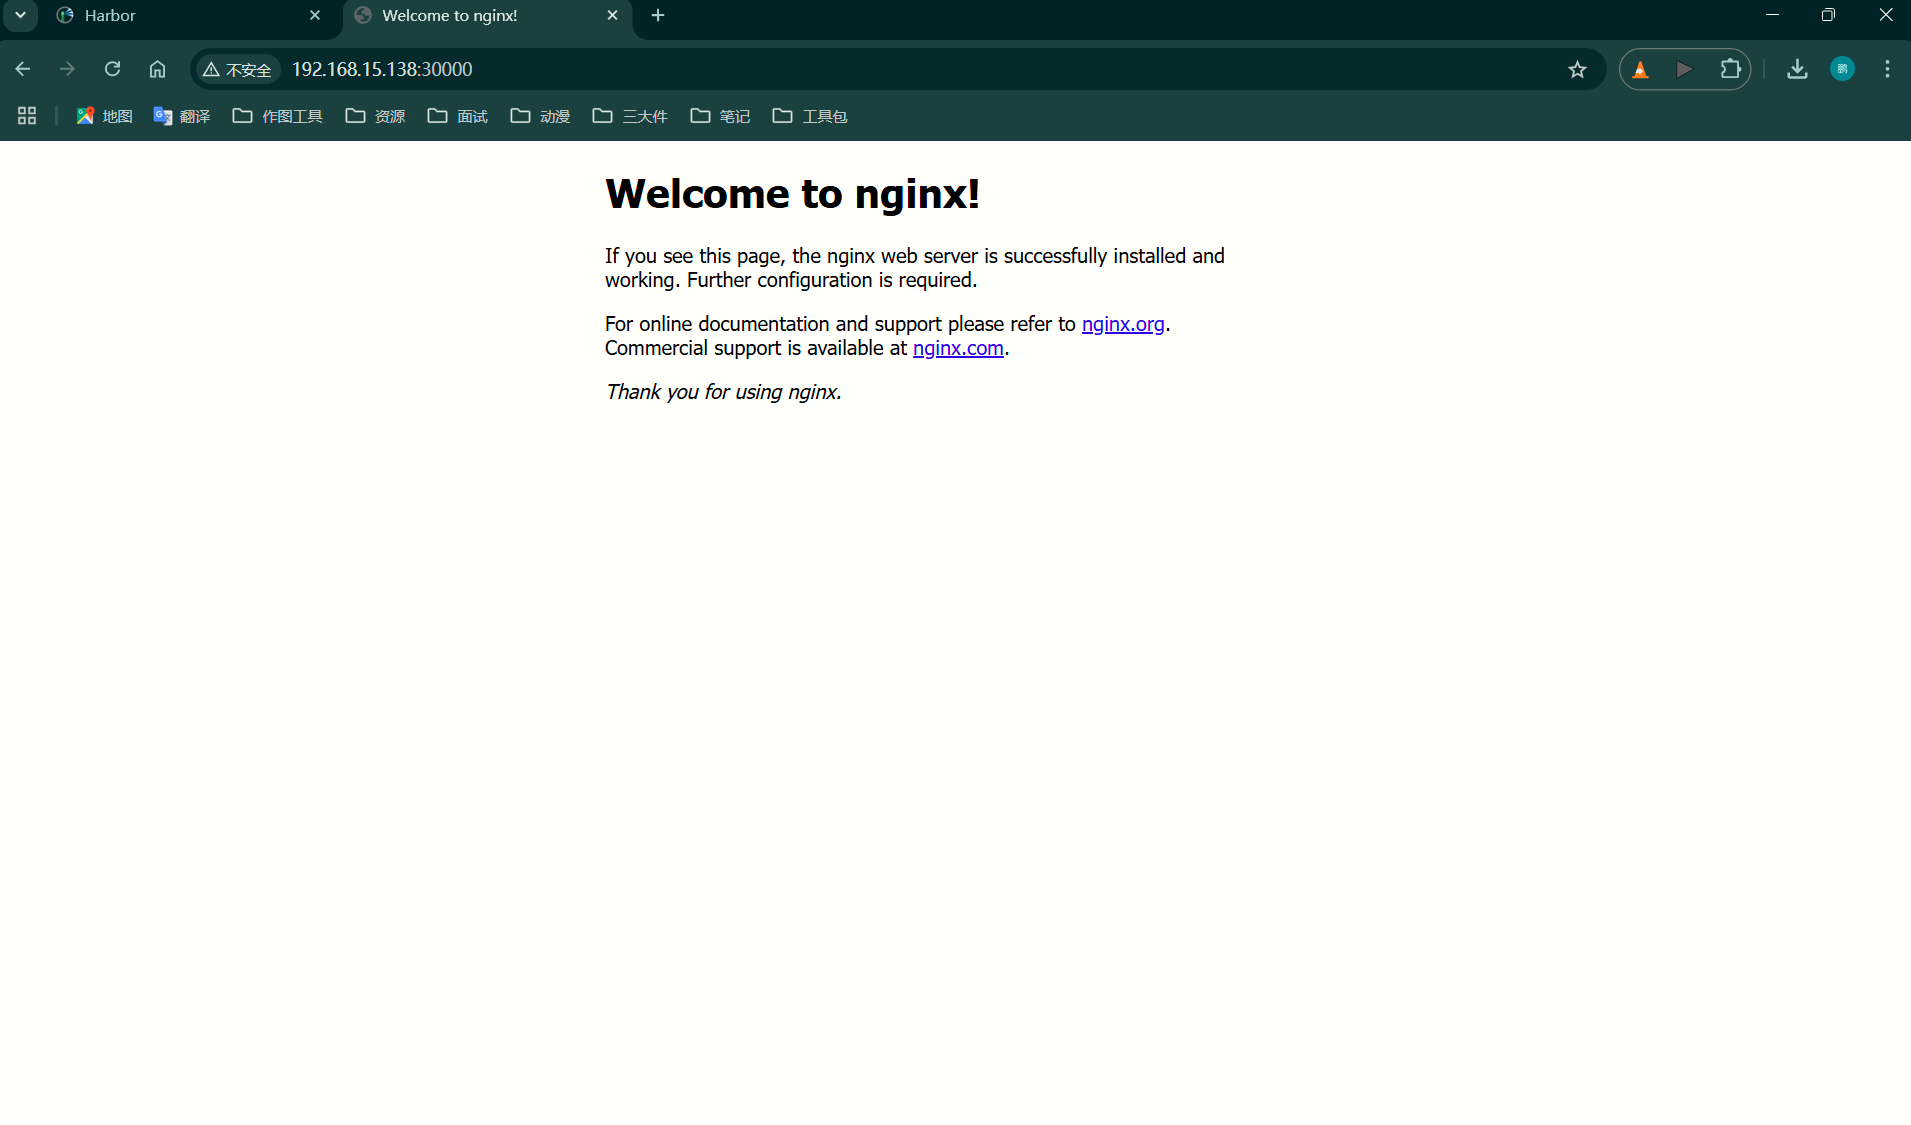 Harbor
Welcome to nginx!
不安全
192.168.15.138:30000
鹏
地图
翻译
作图工具
资源
面试
动漫
三大件
笔记
工具包
Welcome to nginx!
If you see this page, the nginx web server is successfully installed and
working. Further configuration is required.
For online documentation and support please refer to nginx.org.
Commercial support is available at nginx.com.
Thank you for using nginx.